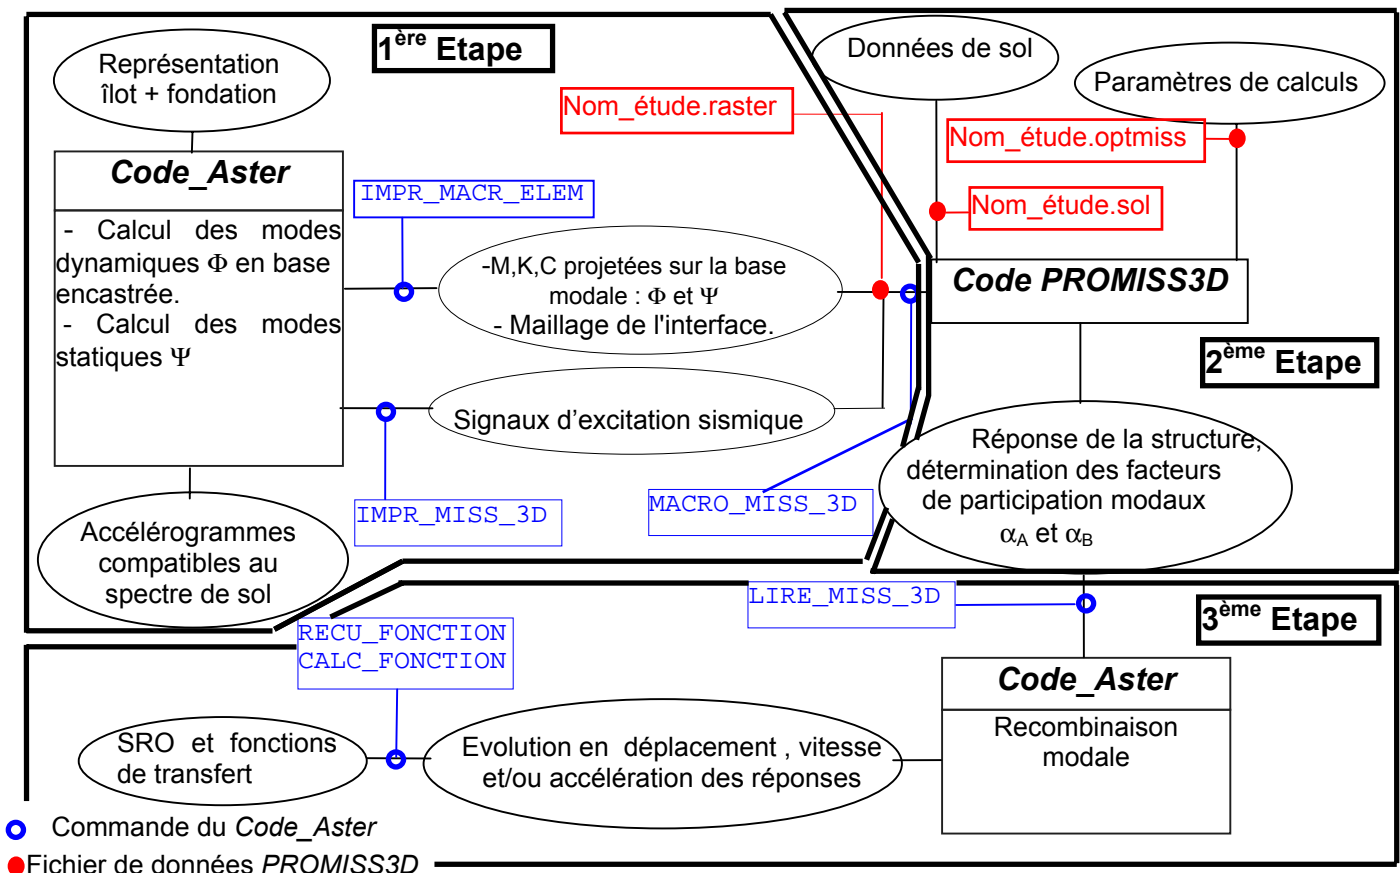 1ère Etape
Représentation
îlot + fondation
Code_Aster
- Calcul des modes
dynamiques Φ en base
encastrée.
- Calcul des modes
statiques Ψ
Accélérogrammes
compatibles au
spectre de sol
IMPR_MACR_ELEM
-M,K,C projetées sur la base
modale : Φ et Ψ
- Maillage de l'interface.
Signaux d'excitation sismique
IMPR_MISS_3D
Nom_étude.raster
MACRO_MISS_3D
Données de sol
Paramètres de calculs
Nom_étude.optmiss
Nom_étude.sol
Code PROMISS3D
2ème Etape
Réponse de la structure,
détermination des facteurs
de participation modaux
αA et αB
LIRE_MISS_3D
3ème Etape
Code_Aster
Recombinaison
modale
Evolution en déplacement , vitesse
et/ou accélération des réponses
RECU_FONCTION
CALC_FONCTION
SRO et fonctions
de transfert
Commande du Code_Aster
Fichier de données PROMISS3D